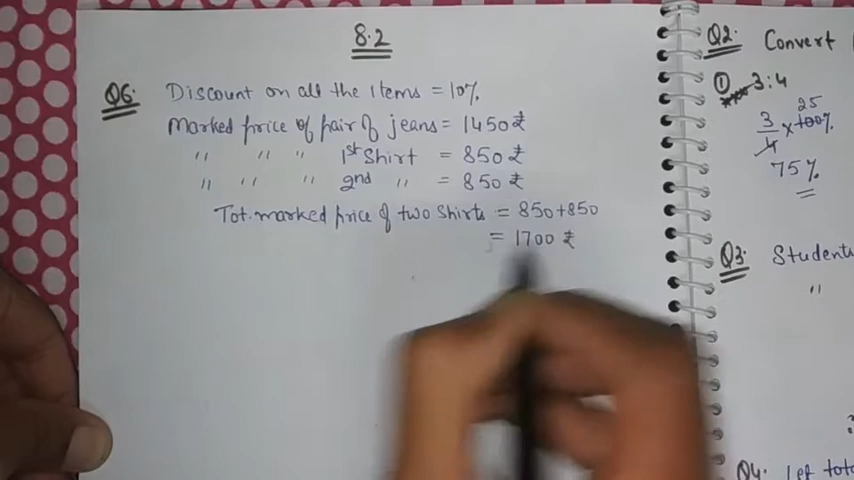 8.2
Q6. Discount on all the items = 10%.
Marked price of pair of jeans = 1450 ₹
" " " 1st Shirt = 850 ₹
" " " 2nd " = 850 ₹
Tot. marked price of two shirts = 850+850
= 1700 ₹
Q2. Convert
① 3:4
25
3/4 × 100%
75%
Q3. Students
"
Q4. Let tota